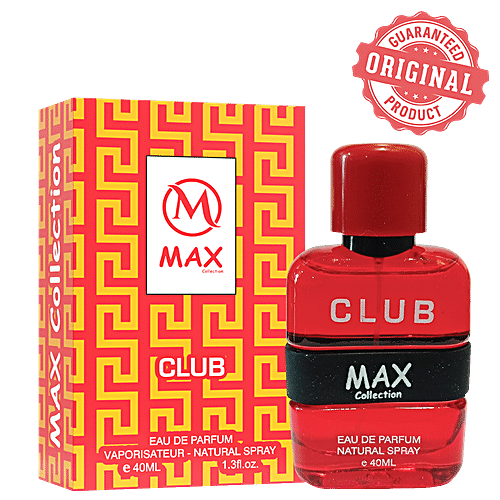 GUARANTEED
ORIGINAL
PRODUCT
MAX Collection
M
MAX
Collection
CLUB
EAU DE PARFUM
VAPORISATEUR - NATURAL SPRAY
e 40ML 1.3fl.oz.
CLUB
MAX
Collection
EAU DE PARFUM
NATURAL SPRAY
e 40ML